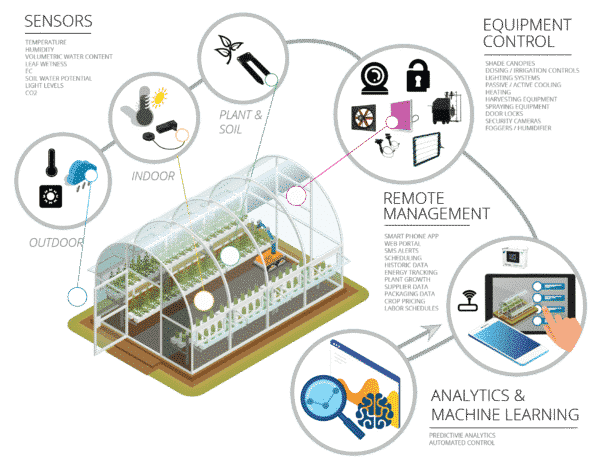 SENSORS
TEMPERATURE
HUMIDITY
VOLUMETRIC WATER CONTENT
LEAF WETNESS
EC
SOIL WATER POTENTIAL
LIGHT LEVELS
CO2
OUTDOOR
INDOOR
PLANT &
SOIL
EQUIPMENT
CONTROL
SHADE CANOPIES
DOSING / IRRIGATION CONTROLS
LIGHTING SYSTEMS
PASSIVE / ACTIVE COOLING
HEATING
HARVESTING EQUIPMENT
SPRAYING EQUIPMENT
DOOR LOCKS
SECURITY CAMERAS
FOGGERS / HUMIDIFIER
REMOTE
MANAGEMENT
SMART PHONE APP
WEB PORTAL
SMS ALERTS
SCHEDULING
HISTORIC DATA
ENERGY TRACKING
PLANT GROWTH
SUPPLIER DATA
PACKAGING DATA
CROP PRICING
LABOR SCHEDULES
ANALYTICS &
MACHINE LEARNING
PREDICTIVE ANALYTICS
AUTOMATED CONTROL